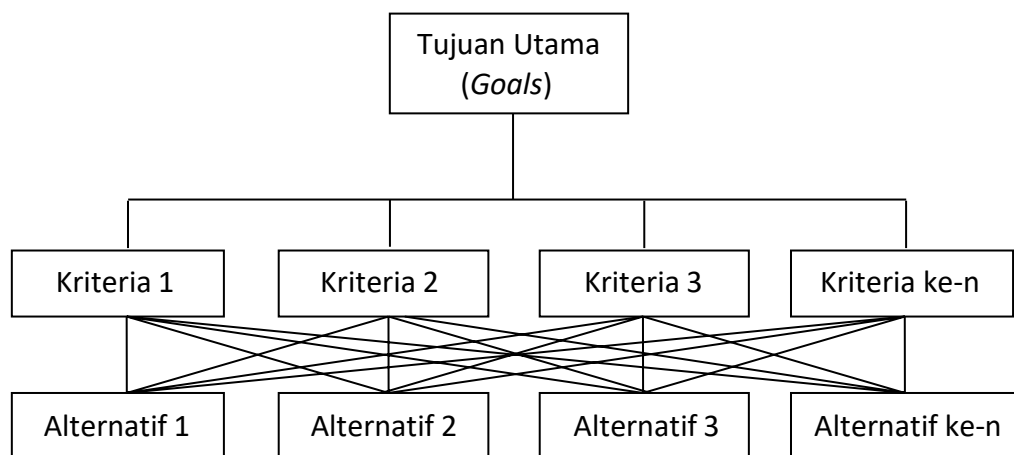 Tujuan Utama
(Goals)
Kriteria 1
Kriteria 2
Kriteria 3
Kriteria ke-n
Alternatif 1
Alternatif 2
Alternatif 3
Alternatif ke-n